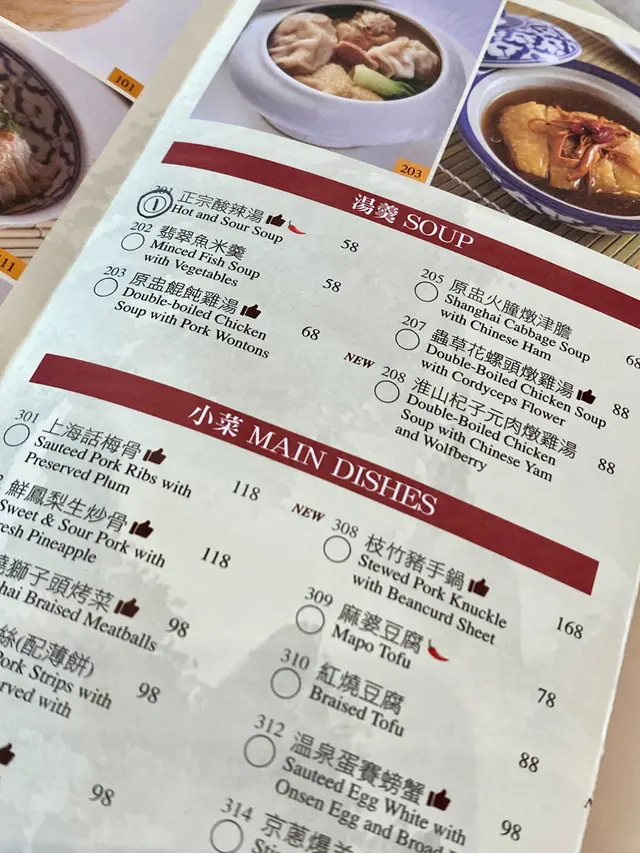 101
203
111
湯羹 SOUP
201 正宗酸辣湯
1
Hot and Sour Soup
58
202 翡翠魚米羹
Minced Fish Soup
with Vegetables
58
203 原盅餛飩雞湯
Double-boiled Chicken
Soup with Pork Wontons
68
205 原盅火朣燉津膽
Shanghai Cabbage Soup
with Chinese Ham
207 蟲草花螺頭燉雞湯
Double-Boiled Chicken Soup
with Cordyceps Flower
88
NEW 208 淮山杞子元肉燉雞湯
Double-Boiled Chicken
Soup with Chinese Yam
and Wolfberry
88
小菜 MAIN DISHES
301 上海話梅骨
Sauteed Pork Ribs with
Preserved Plum
118
鮮鳳梨生炒骨
Sweet & Sour Pork with
Fresh Pineapple
118
獅子頭烤菜
hai Braised Meatballs
98
絲(配薄餅)
Pork Strips with
rved with
98
98
NEW 308 枝竹豬手鍋
Stewed Pork Knuckle
with Beancurd Sheet
168
309 麻婆豆腐
Mapo Tofu
78
310 紅燒豆腐
Braised Tofu
88
312 溫泉蛋賽螃蟹
Sauteed Egg White with
Onsen Egg and Broad
98
314 京蔥爆